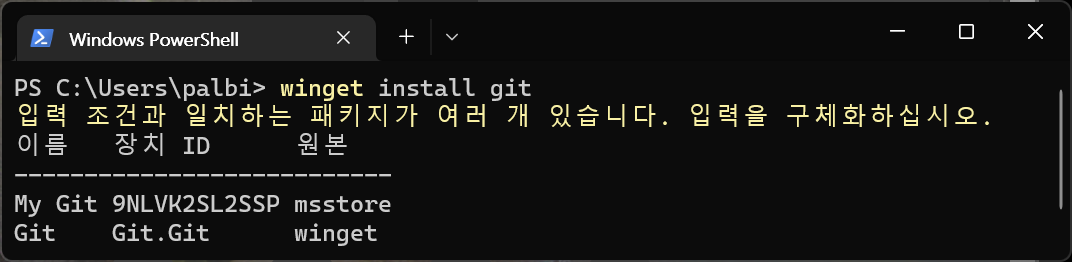 Windows PowerShell
PS C:\Users\palbi> winget install git
입력 조건과 일치하는 패키지가 여러 개 있습니다. 입력을 구체화하십시오.
이름   장치 ID      원본
---------------------------
My Git 9NLVK2SL2SSP msstore
Git    Git.Git      winget